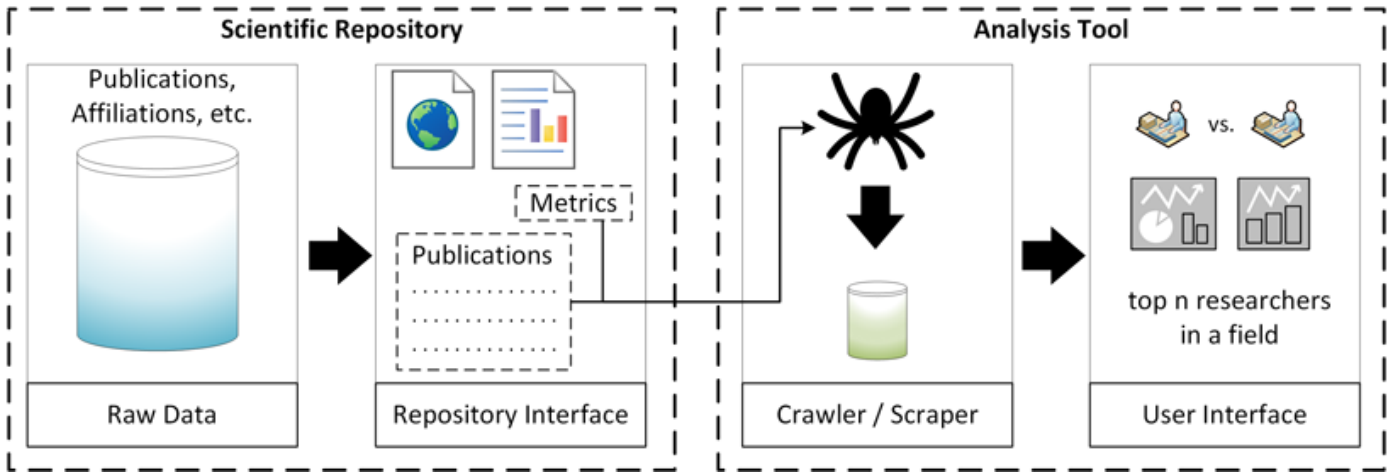 Scientific Repository
Publications,
Affiliations, etc.
Raw Data
Metrics
Publications
.............
.............
.............
Repository Interface
Analysis Tool
Crawler / Scraper
vs.
top n researchers
in a field
User Interface